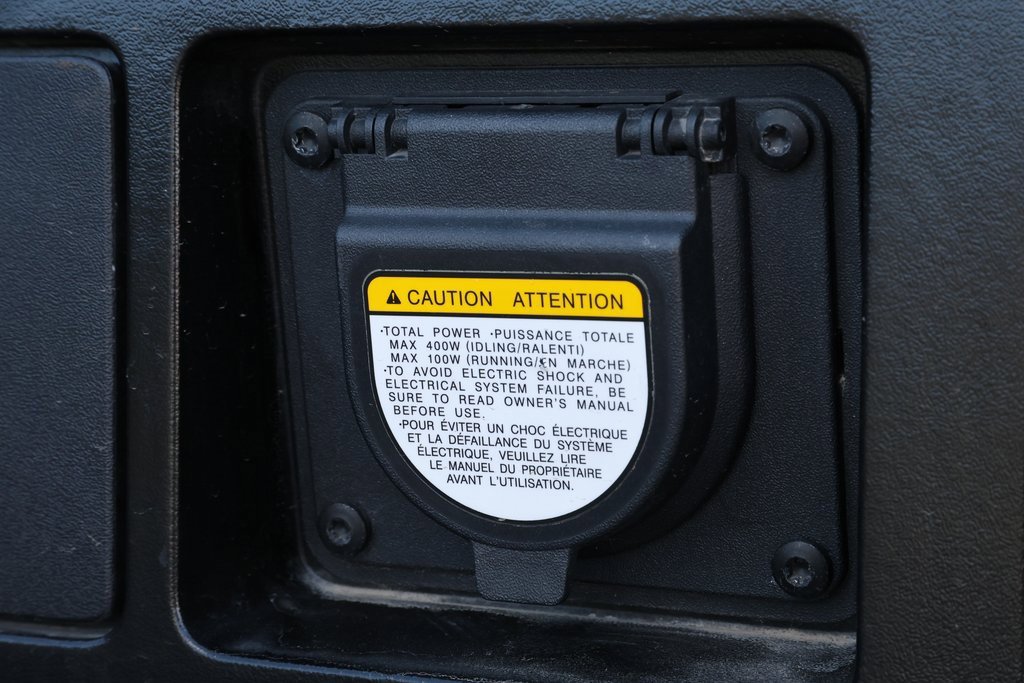 ⚠ CAUTION ATTENTION
·TOTAL POWER ·PUISSANCE TOTALE
MAX 400W (IDLING/RALENTI)
MAX 100W (RUNNING/EN MARCHE)
·TO AVOID ELECTRIC SHOCK AND
ELECTRICAL SYSTEM FAILURE, BE
SURE TO READ OWNER'S MANUAL
BEFORE USE.
·POUR ÉVITER UN CHOC ÉLECTRIQUE
ET LA DÉFAILLANCE DU SYSTÈME
ÉLECTRIQUE, VEUILLEZ LIRE
LE MANUEL DU PROPRIÉTAIRE
AVANT L'UTILISATION.